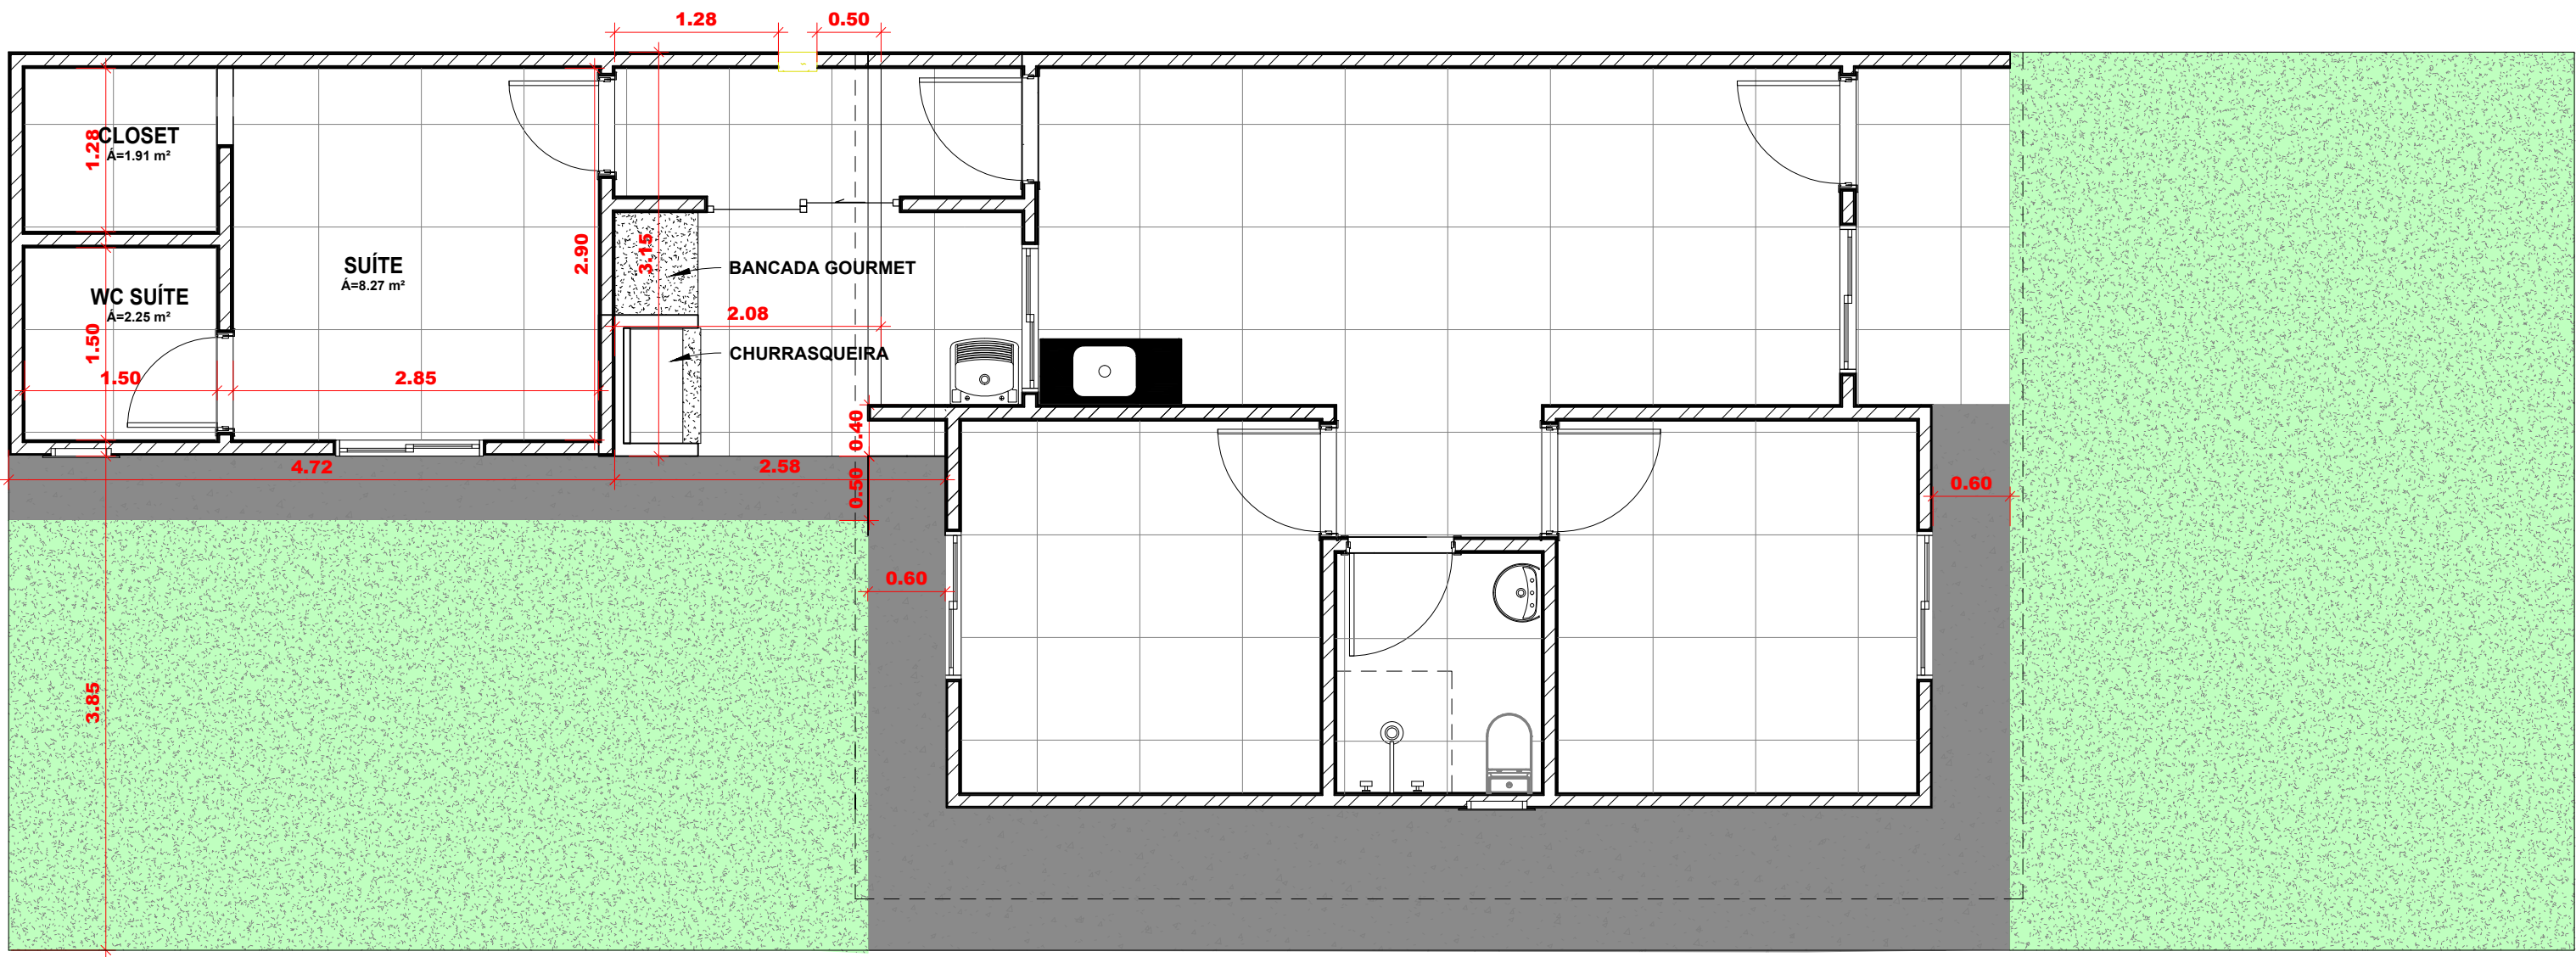 1.28
0.50
CLOSET
Á=1.91 m²
1.28
SUÍTE
Á=8.27 m²
2.90
3.15
BANCADA GOURMET
WC SUÍTE
Á=2.25 m²
2.08
1.50
CHURRASQUEIRA
1.50
2.85
0.40
4.72
2.58
0.50
0.60
0.60
3.85